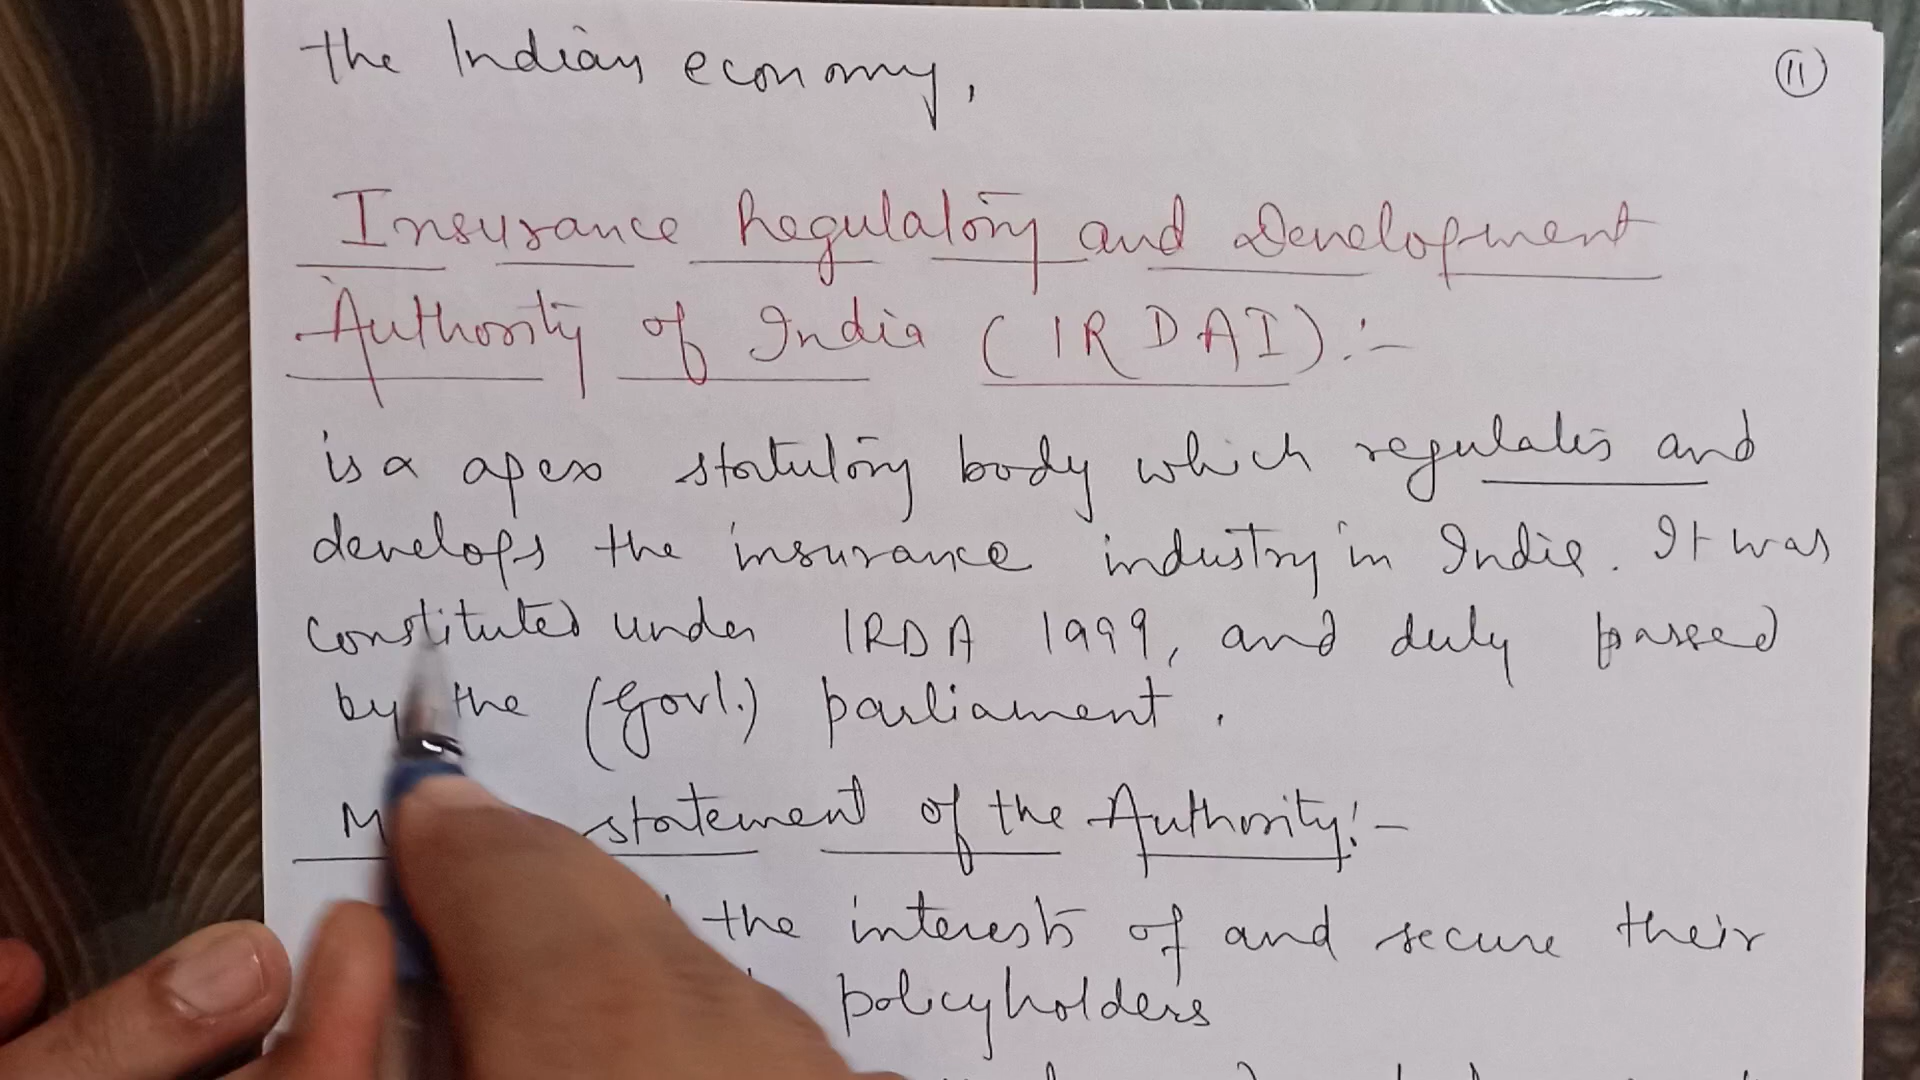 the Indian economy,
11
Insurance Regulatory and Development
Authority of India (IRDAI):-
is a apex statutory body which regulates and
develops the insurance industry in India. It was
constituted under IRDA 1999, and duly passed
by the (Govt.) parliament.
statement of the Authority:-
the interests of and secure their
policyholders